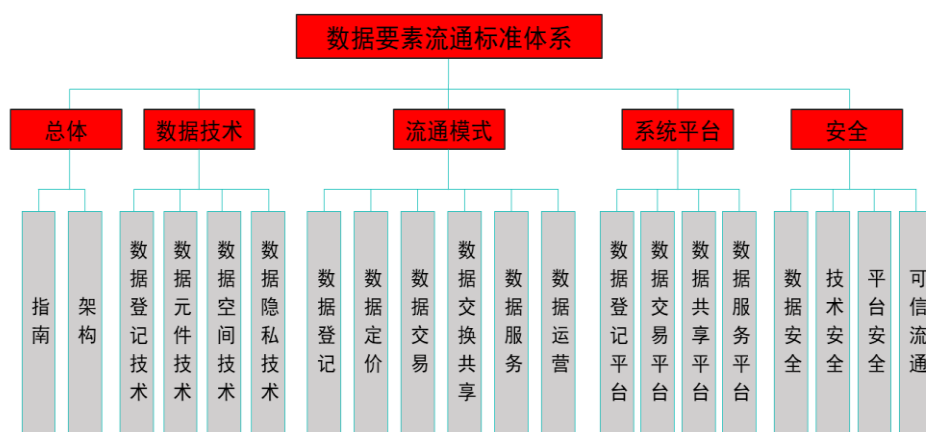 数据要素流通标准体系
总体
数据技术
流通模式
系统平台
安全
指南
架构
数据登记技术
数据元件技术
数据空间技术
数据隐私技术
数据登记
数据定价
数据交易
数据交换共享
数据服务
数据运营
数据登记平台
数据交易平台
数据共享平台
数据服务平台
数据安全
技术安全
平台安全
可信流通